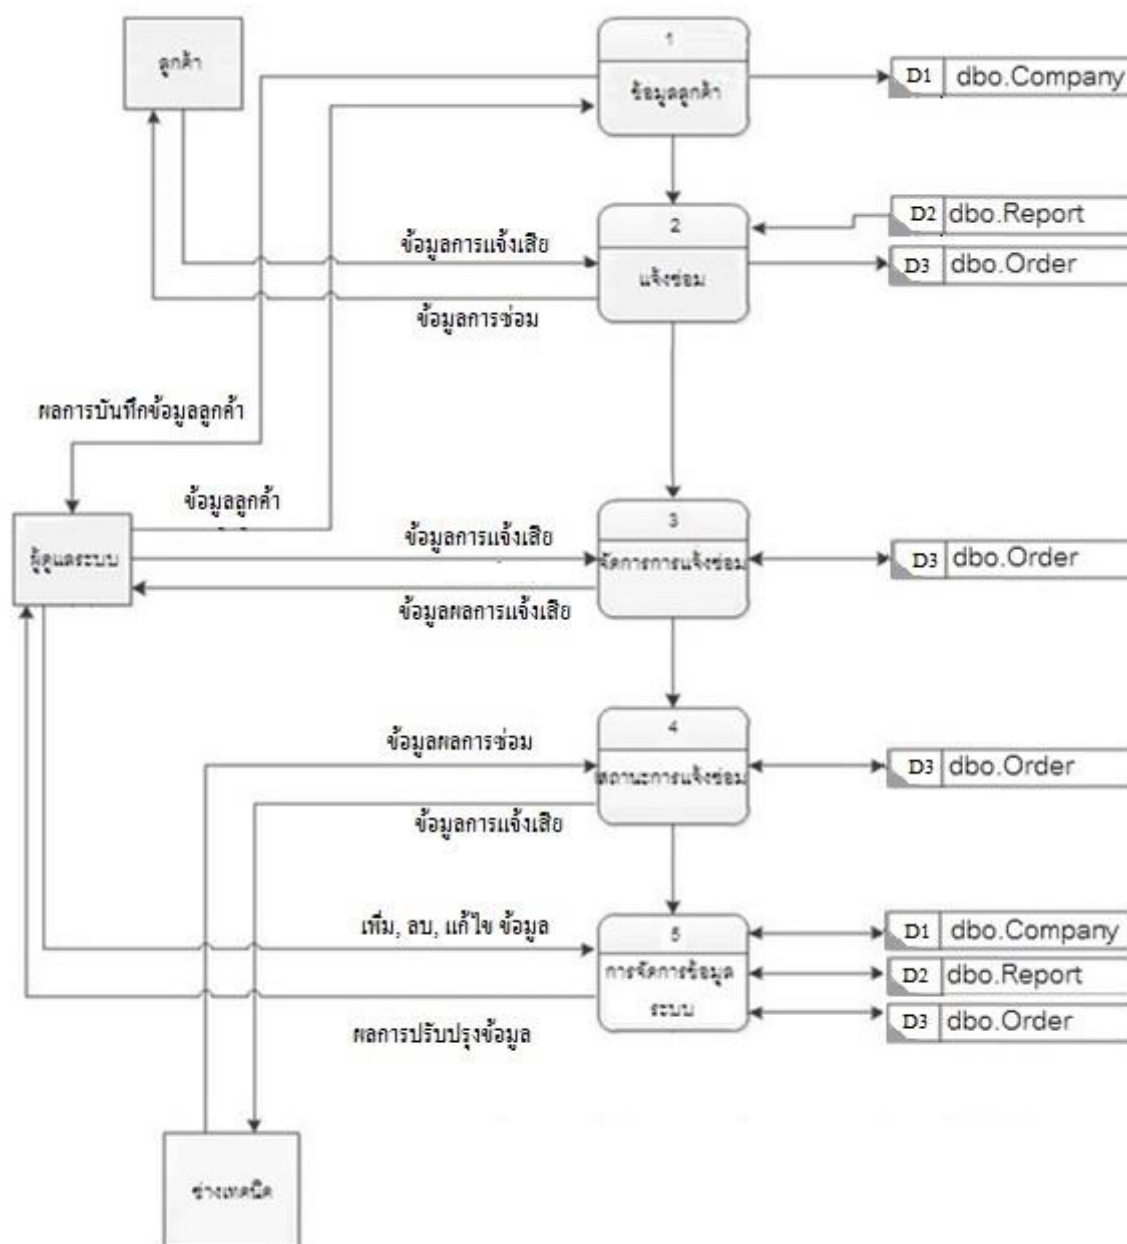 ลูกค้า
1
ข้อมูลลูกค้า
D1 dbo.Company
2
แจ้งซ่อม
D2 dbo.Report
D3 dbo.Order
ข้อมูลการแจ้งเสีย
ข้อมูลการซ่อม
ผลการบันทึกข้อมูลลูกค้า
ข้อมูลลูกค้า
ผู้ดูแลระบบ
ข้อมูลการแจ้งเสีย
ข้อมูลผลการแจ้งเสีย
3
จัดการการแจ้งซ่อม
D3 dbo.Order
ข้อมูลผลการซ่อม
ข้อมูลการแจ้งเสีย
4
สถานะการแจ้งซ่อม
D3 dbo.Order
เพิ่ม, ลบ, แก้ไข ข้อมูล
ผลการปรับปรุงข้อมูล
5
การจัดการข้อมูล
ระบบ
D1 dbo.Company
D2 dbo.Report
D3 dbo.Order
ช่างเทคนิค